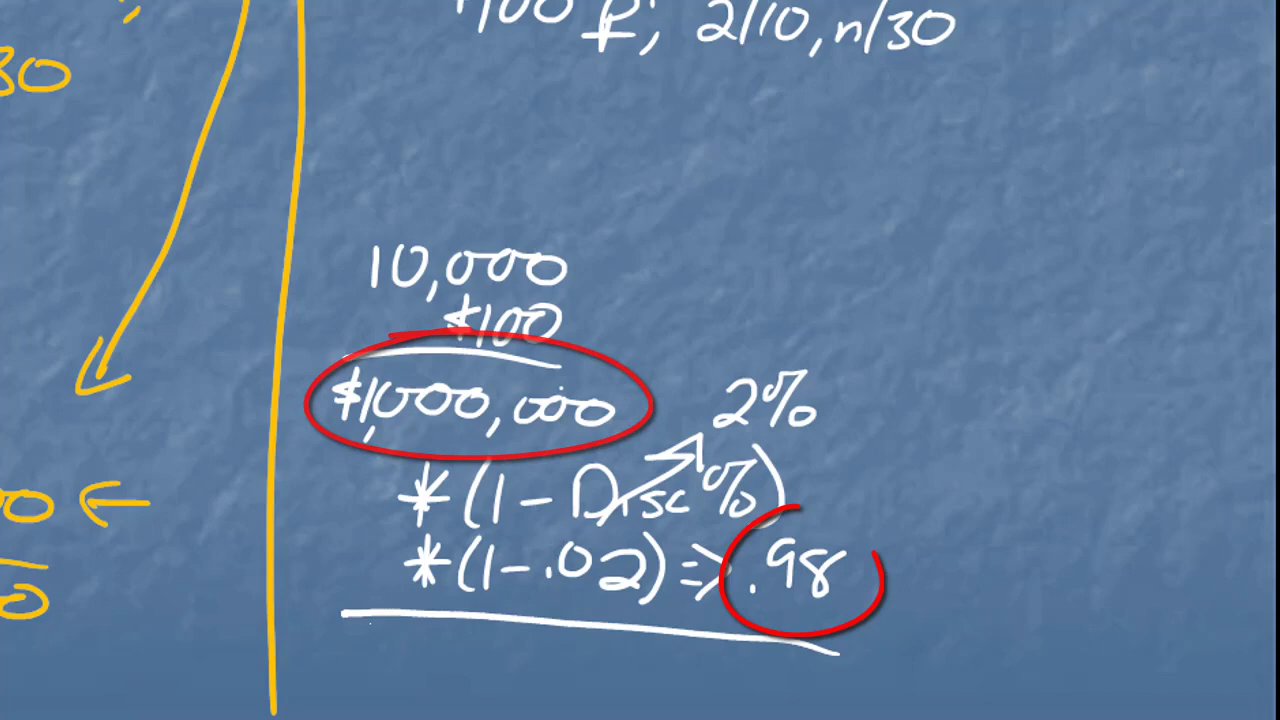 2/10, n/30
30
10,000
$100
$1,000,000
2%
*(1-Disc%)
*(1-.02) => .98